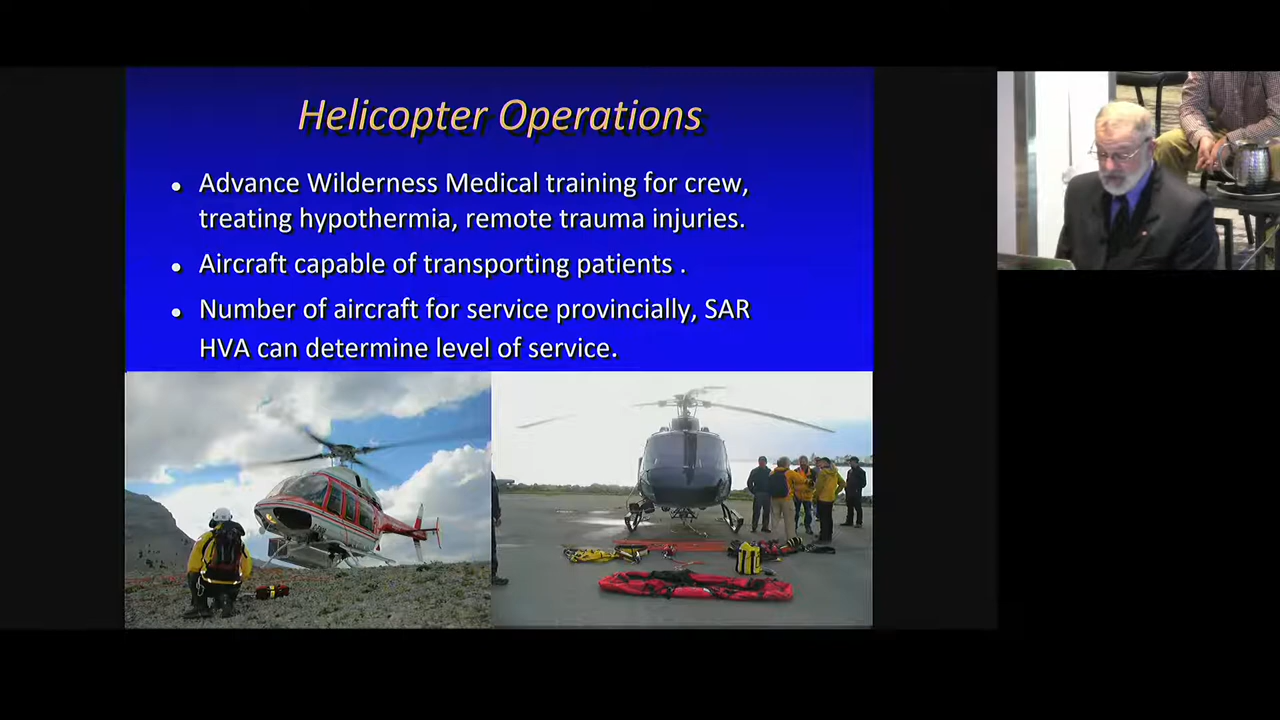 Helicopter Operations
• Advance Wilderness Medical training for crew,
treating hypothermia, remote trauma injuries.
• Aircraft capable of transporting patients .
• Number of aircraft for service provincially, SAR
HVA can determine level of service.